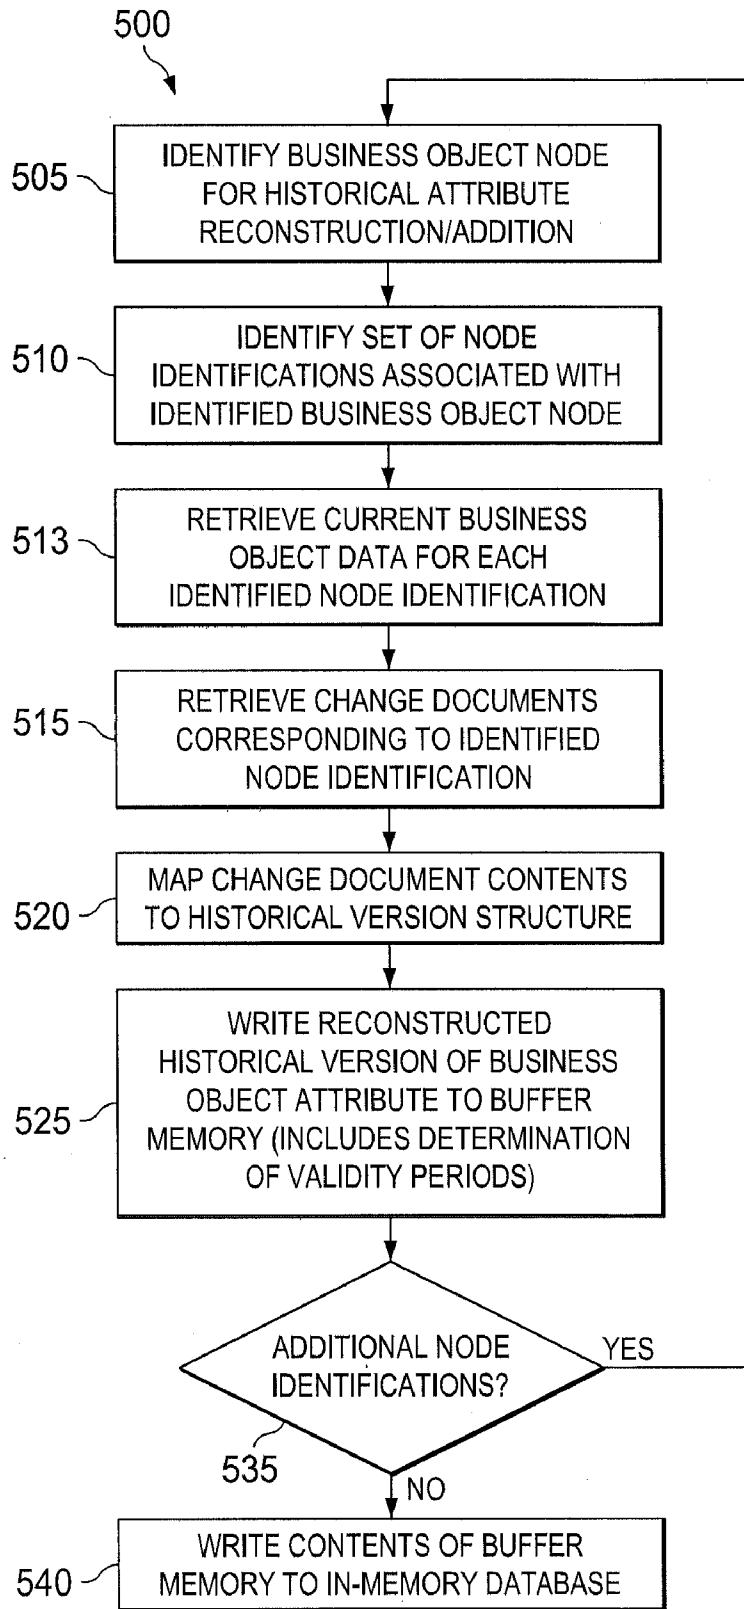 500
505
IDENTIFY BUSINESS OBJECT NODE
FOR HISTORICAL ATTRIBUTE
RECONSTRUCTION/ADDITION
510
IDENTIFY SET OF NODE
IDENTIFICATIONS ASSOCIATED WITH
IDENTIFIED BUSINESS OBJECT NODE
513
RETRIEVE CURRENT BUSINESS
OBJECT DATA FOR EACH
IDENTIFIED NODE IDENTIFICATION
515
RETRIEVE CHANGE DOCUMENTS
CORRESPONDING TO IDENTIFIED
NODE IDENTIFICATION
520
MAP CHANGE DOCUMENT CONTENTS
TO HISTORICAL VERSION STRUCTURE
525
WRITE RECONSTRUCTED
HISTORICAL VERSION OF BUSINESS
OBJECT ATTRIBUTE TO BUFFER
MEMORY (INCLUDES DETERMINATION
OF VALIDITY PERIODS)
ADDITIONAL NODE
IDENTIFICATIONS?
YES
535
NO
540
WRITE CONTENTS OF BUFFER
MEMORY TO IN-MEMORY DATABASE